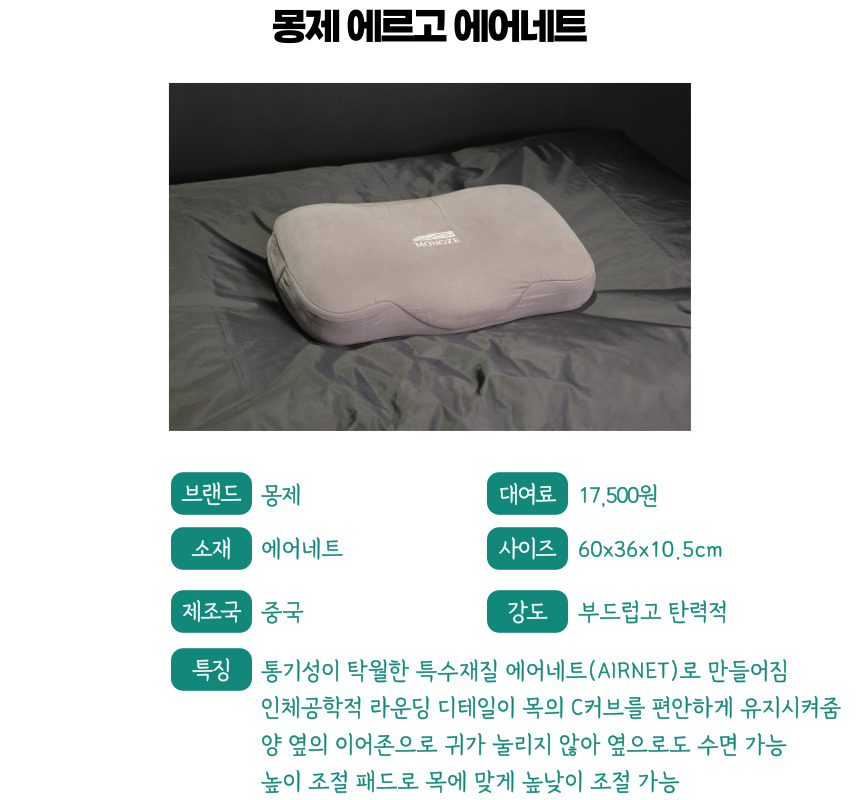 몽제 에르고 에어네트
MONGZE
브랜드 몽제
대여료 17,500원
소재 에어네트
사이즈 60x36x10.5cm
제조국 중국
강도 부드럽고 탄력적
특징 통기성이 탁월한 특수재질 에어네트(AIRNET)로 만들어짐
인체공학적 라운딩 디테일이 목의 C커브를 편안하게 유지시켜줌
양 옆의 이어존으로 귀가 눌리지 않아 옆으로도 수면 가능
높이 조절 패드로 목에 맞게 높낮이 조절 가능